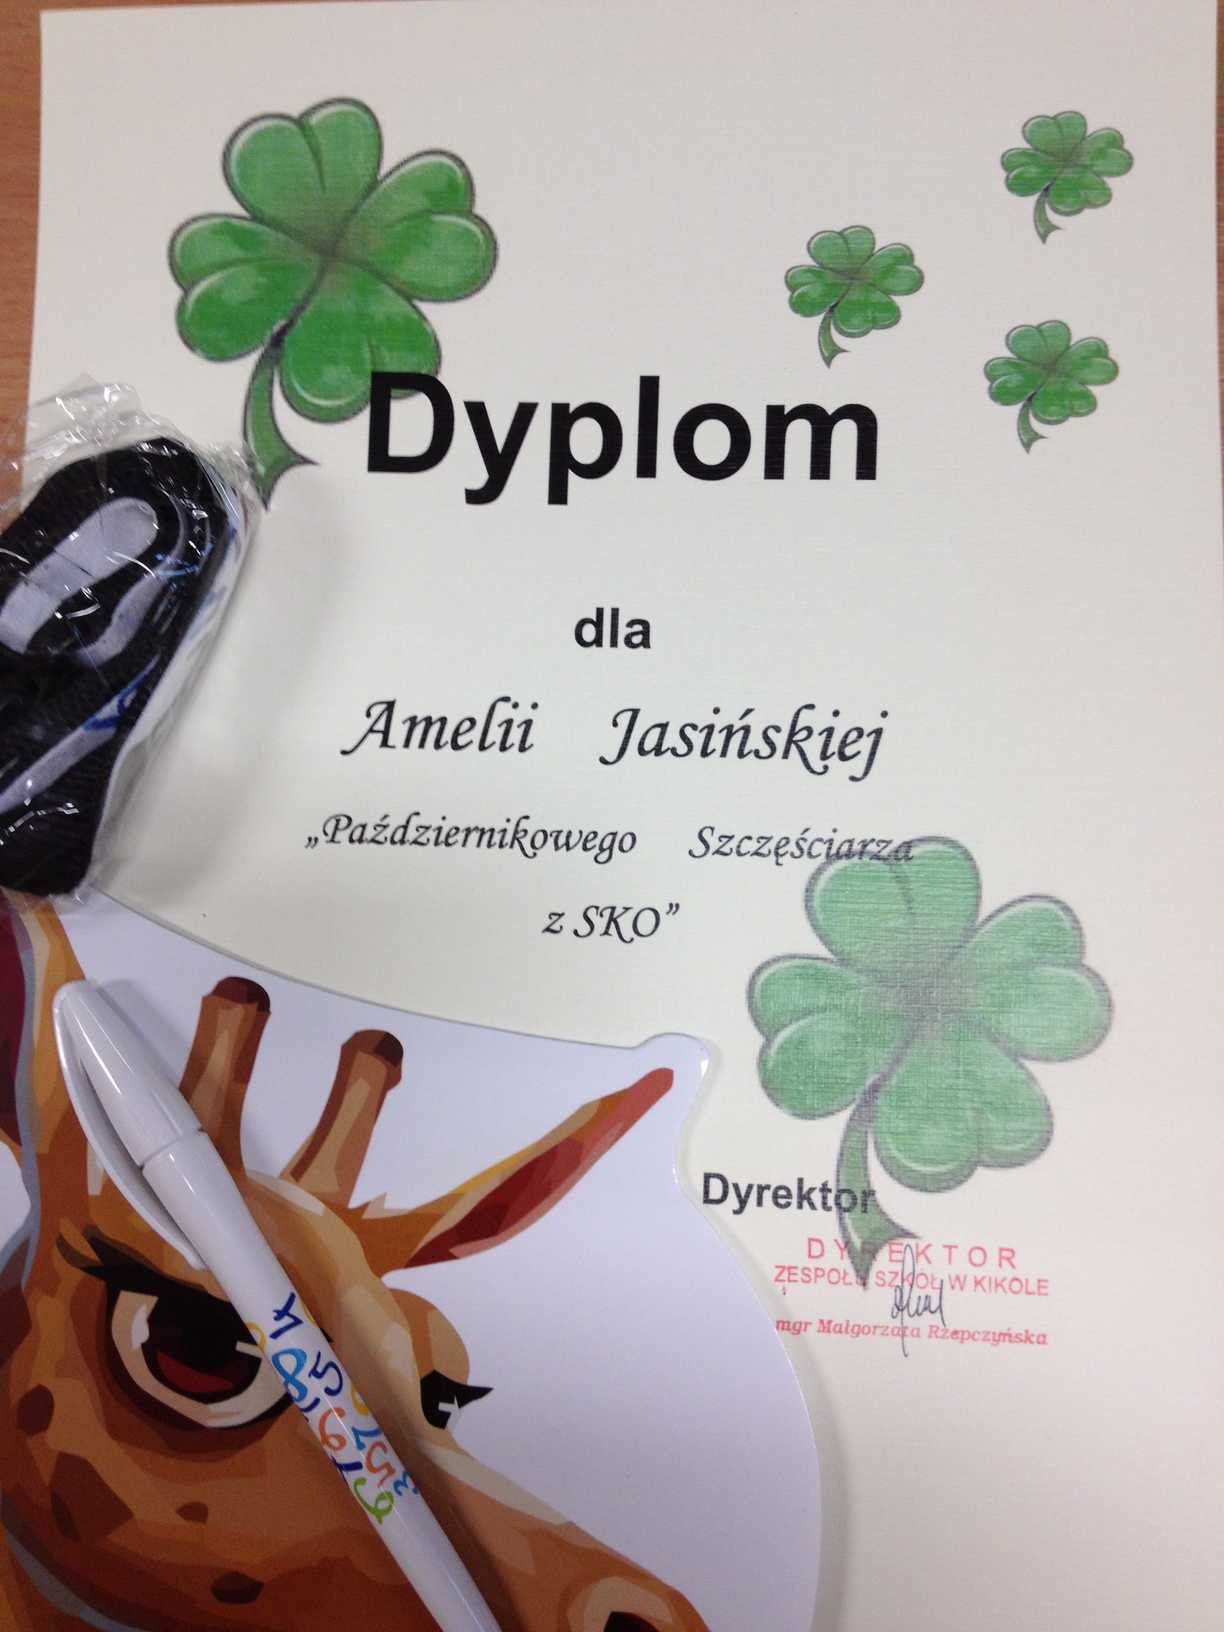 Dyplom
dla
Amelii Jasińskiej
„Październikowego Szczęściarza
z SKO”
Dyrektor
DYREKTOR
ZESPOŁU SZKÓŁ W KIKOLE
mgr Małgorzata Rzepczyńska